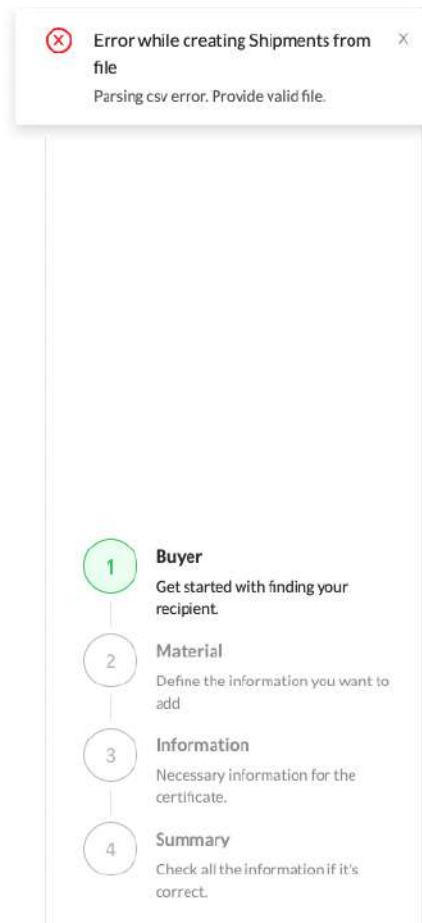 Error while creating Shipments from
file
X
Parsing csv error. Provide valid file.
1
Buyer
Get started with finding your
recipient.
2
Material
Define the information you want to
add
3
Information
Necessary information for the
certificate.
4
Summary
Check all the information if it's
correct.